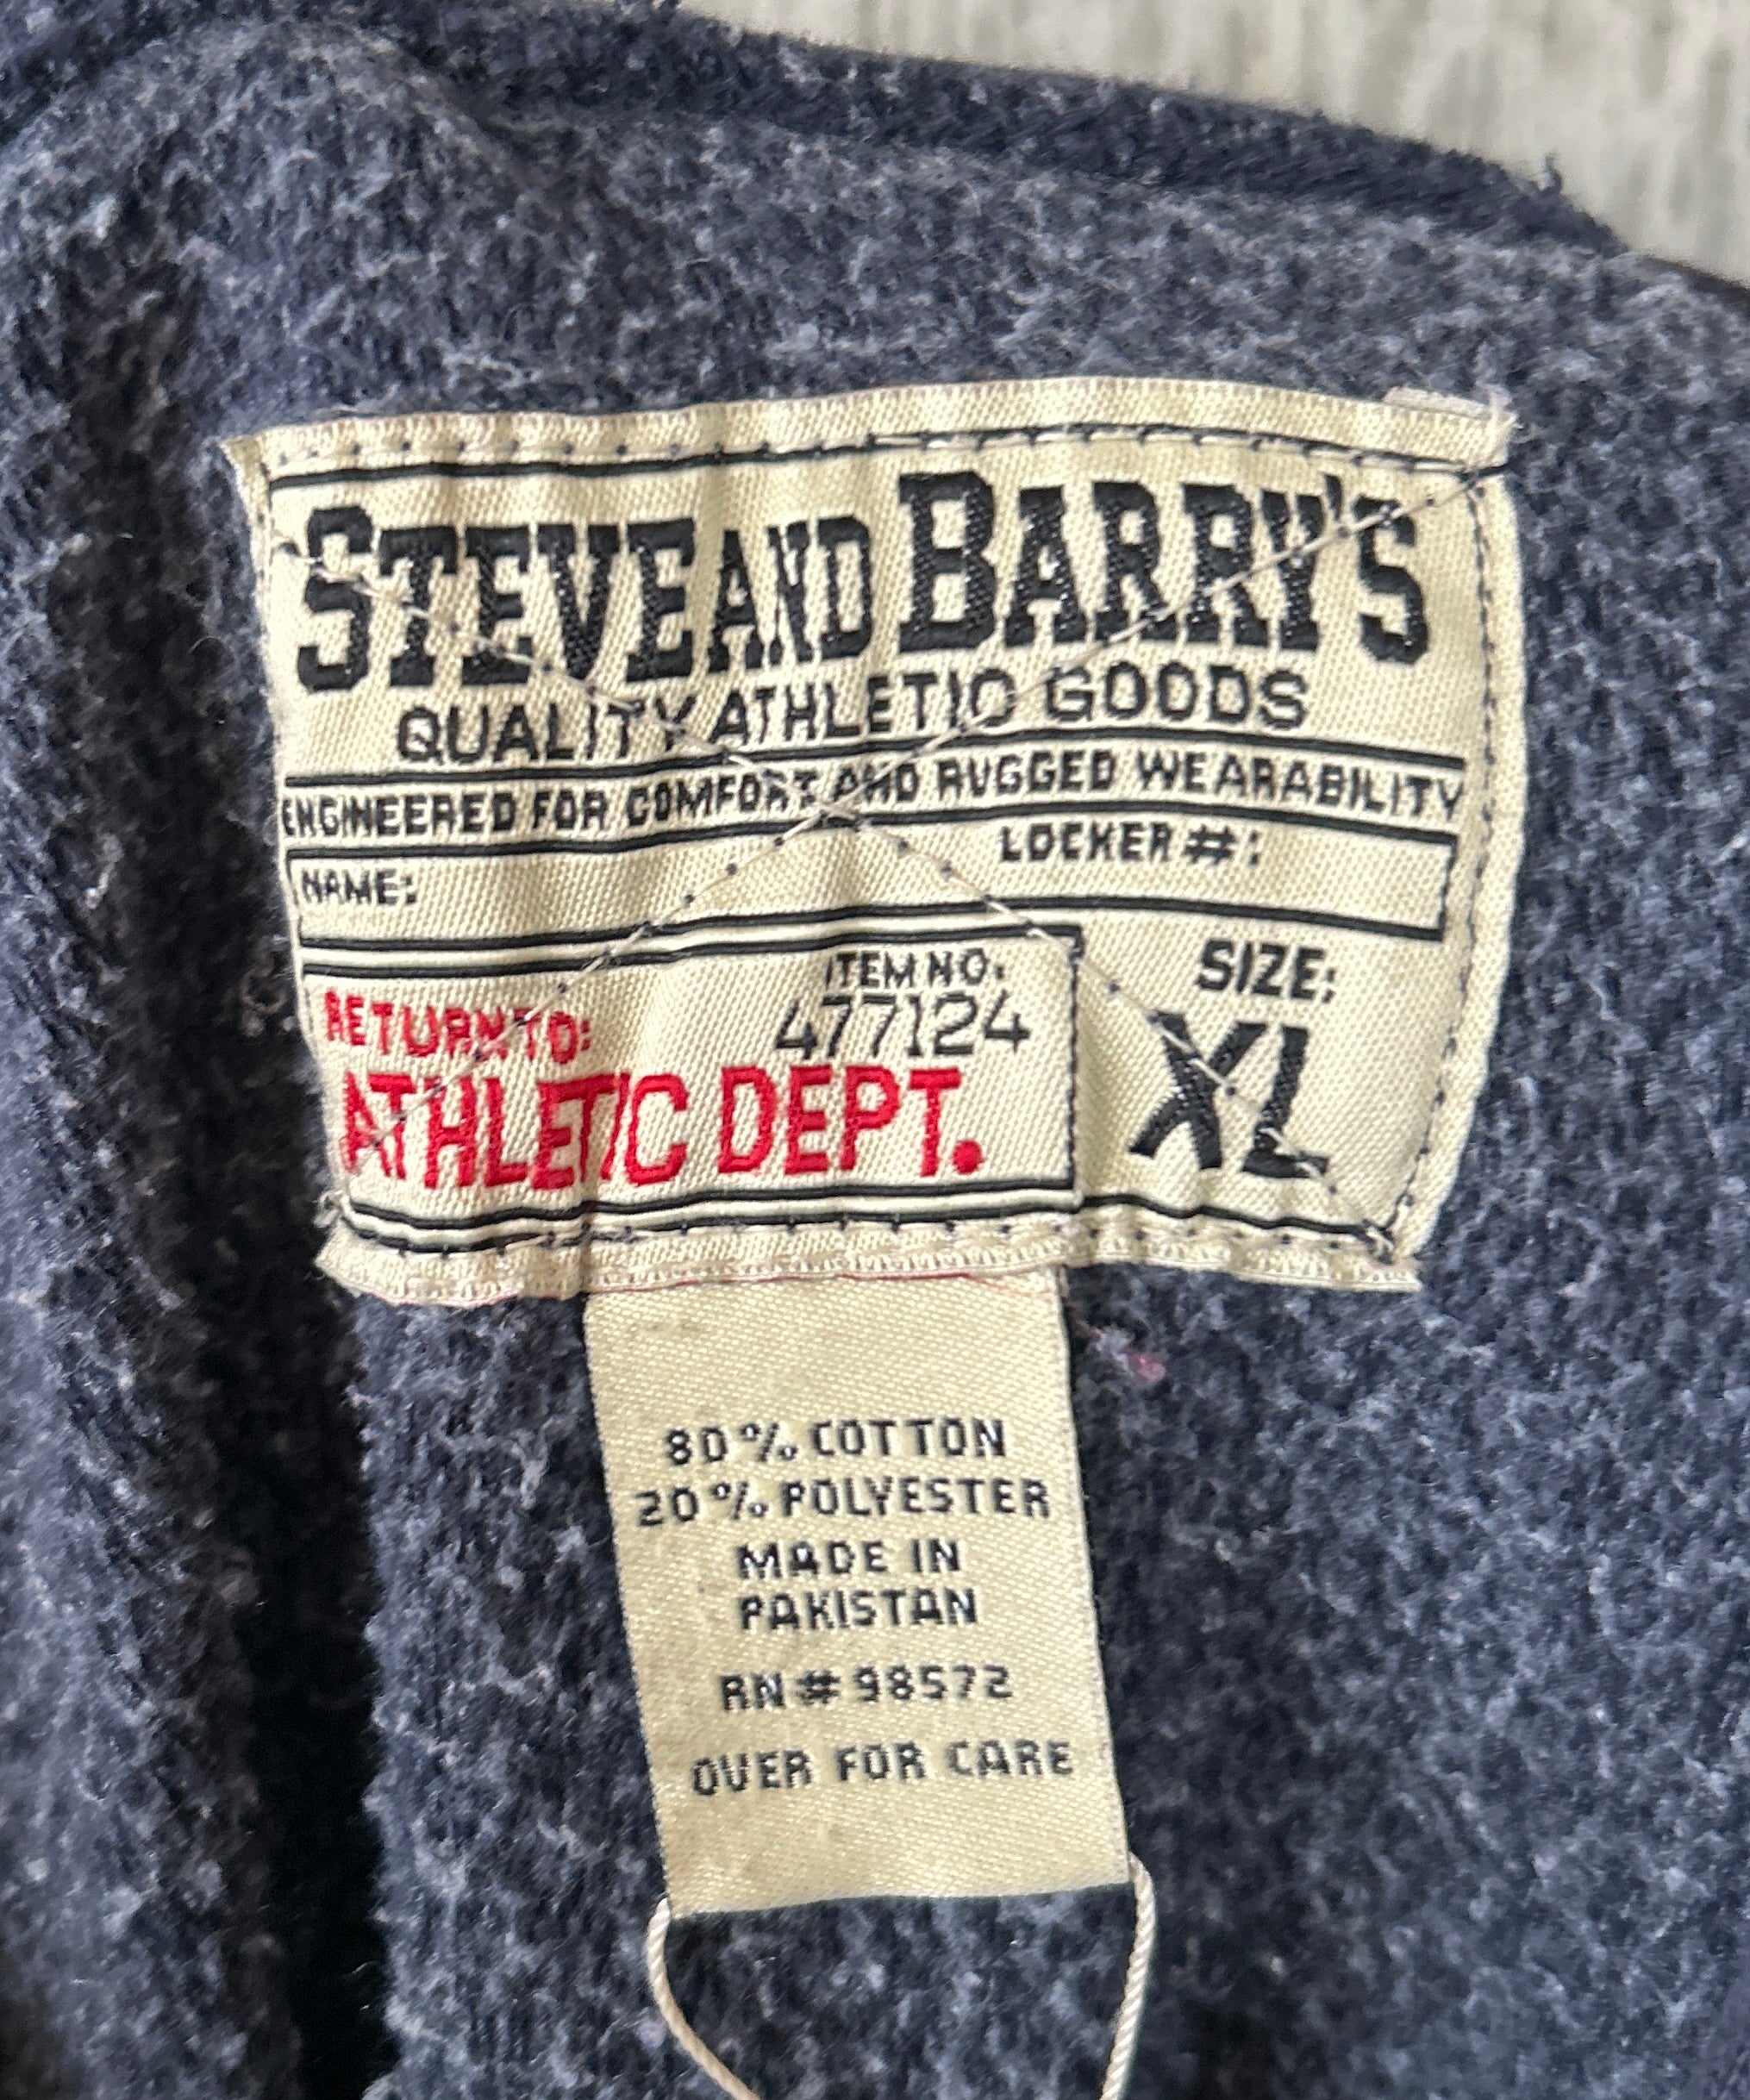 STEVE AND BARRY'S
QUALITY ATHLETIC GOODS
ENGINEERED FOR COMFORT AND RUGGED WEARABILITY
NAME: LOCKER #:
ITEM NO.
RETURN TO: 477124
ATHLETIC DEPT.
SIZE:
XL
80% COTTON
20% POLYESTER
MADE IN
PAKISTAN
RN# 98572
OVER FOR CARE